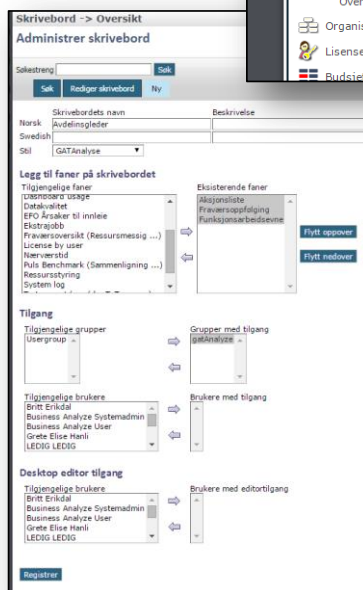 Over
Organis
Lisense
Budsjet
Skrivebord -> Oversikt
Administrer skrivebord
Søkestreng
Søk
Søk Rediger skrivebord Ny
Skrivebordets navn Beskrivelse
Norsk Avdelinsgleder
Swedish
Stil GATAnalyse
Legg til faner på skrivebordet
Tilgjengelige faner Eksisterende faner
Dashboard usage
Datakvalitet
EFO Årsaker til innleie
Ekstrajobb
Fraværsoversikt (Ressursmessig ...)
License by user
Nærværstid
Puls Benchmark (Sammenligning ...)
Ressursstyring
System log
Aksjonsliste
Fraværsoppfølging
Funksjonsarbeidsevne
Flytt oppover
Flytt nedover
Tilgang
Tilgjengelige grupper Grupper med tilgang
Usergroup gatAnalyze
Tilgjengelige brukere Brukere med tilgang
Britt Erikdal
Business Analyze Systemadmin
Business Analyze User
Grete Elise Hanli
LEDIG LEDIG
Desktop editor tilgang
Tilgjengelige brukere Brukere med editortilgang
Britt Erikdal
Business Analyze Systemadmin
Business Analyze User
Grete Elise Hanli
LEDIG LEDIG
Registrer